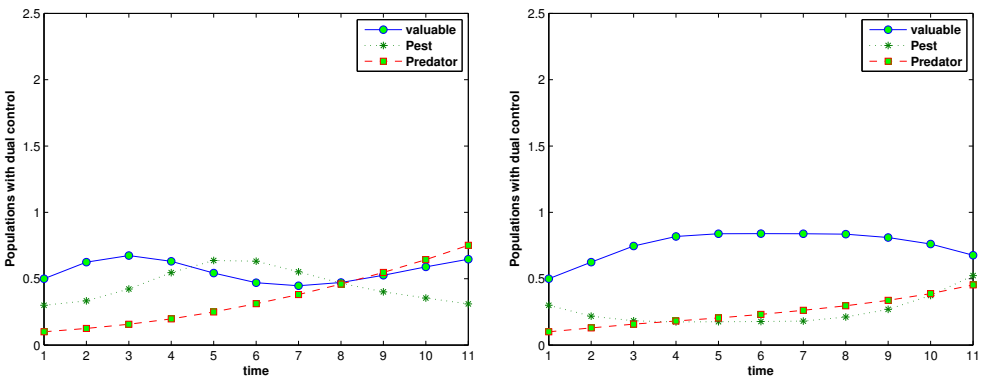 2.5
2
1.5
1
0.5
0
Populations with dual control
1 2 3 4 5 6 7 8 9 10 11
time
valuable
Pest
Predator
2.5
2
1.5
1
0.5
0
Populations with dual control
1 2 3 4 5 6 7 8 9 10 11
time
valuable
Pest
Predator